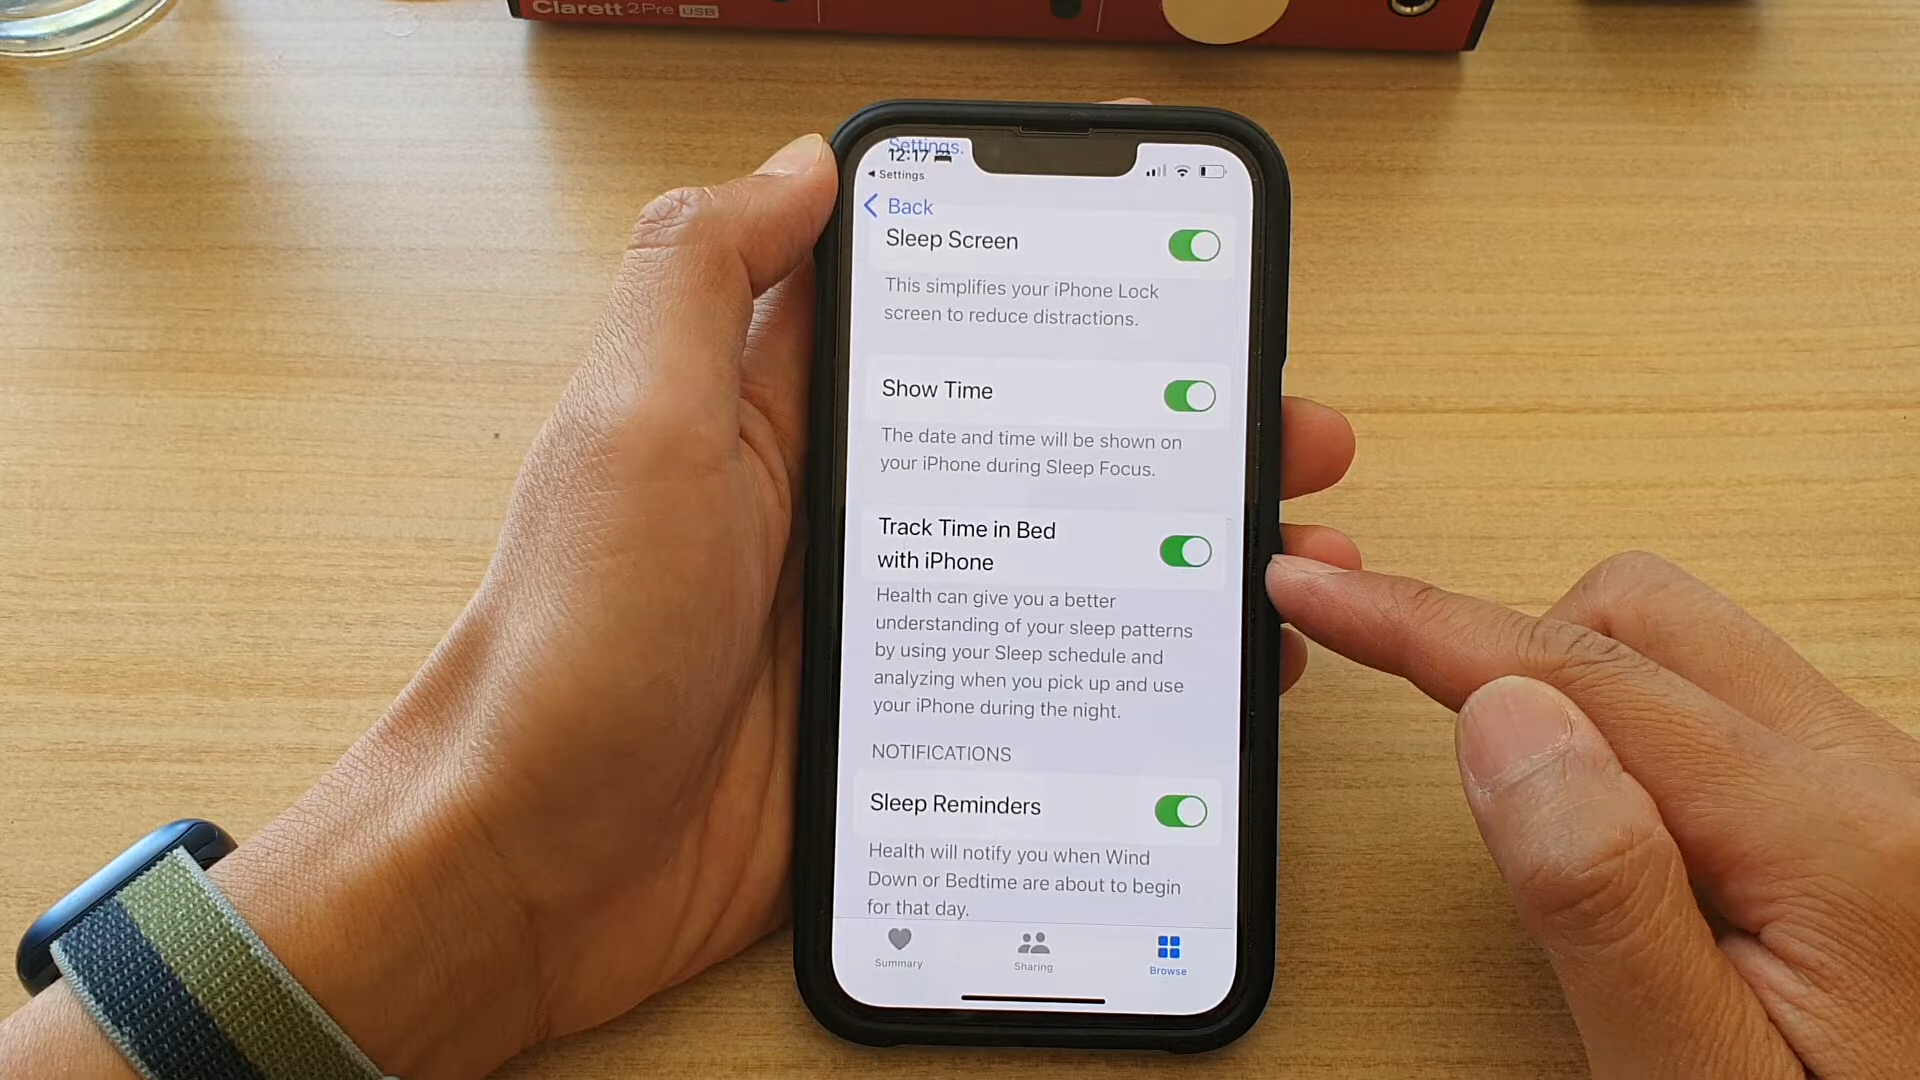 Clarett 2Pre USB
Settings.
12:17
◂ Settings
Back
Sleep Screen
This simplifies your iPhone Lock
screen to reduce distractions.
Show Time
The date and time will be shown on
your iPhone during Sleep Focus.
Track Time in Bed
with iPhone
Health can give you a better
understanding of your sleep patterns
by using your Sleep schedule and
analyzing when you pick up and use
your iPhone during the night.
NOTIFICATIONS
Sleep Reminders
Health will notify you when Wind
Down or Bedtime are about to begin
for that day.
Summary
Sharing
Browse